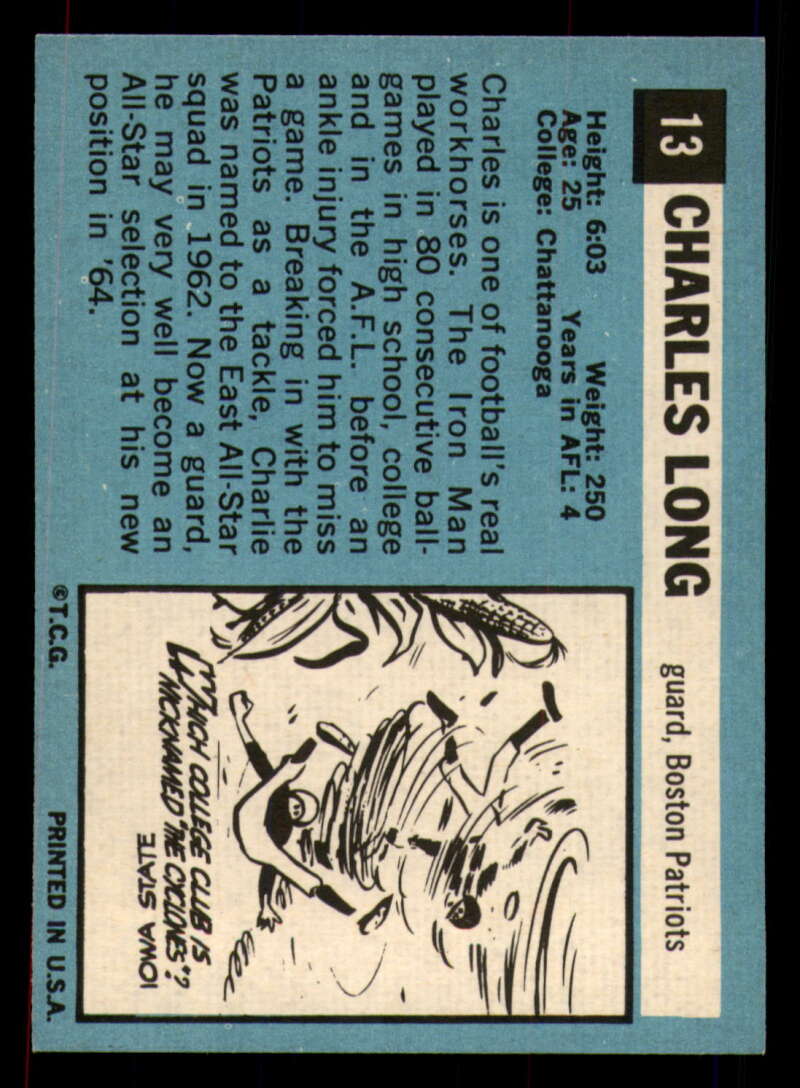 13 CHARLES LONG guard, Boston Patriots
Height: 6:03 Weight: 250
Age: 25 Years in AFL: 4
College: Chattanooga
Charles is one of football's real
workhorses. The Iron Man
played in 80 consecutive ball-
games in high school, college
and in the A.F.L. before an
ankle injury forced him to miss
a game. Breaking in with the
Patriots as a tackle, Charlie
was named to the East All-Star
squad in 1962. Now a guard,
he may very well become an
All-Star selection at his new
position in '64.
WHICH COLLEGE CLUB IS
NICKNAMED "THE CYCLONES"?
IOWA
STATE
©T.C.G. PRINTED IN U.S.A.